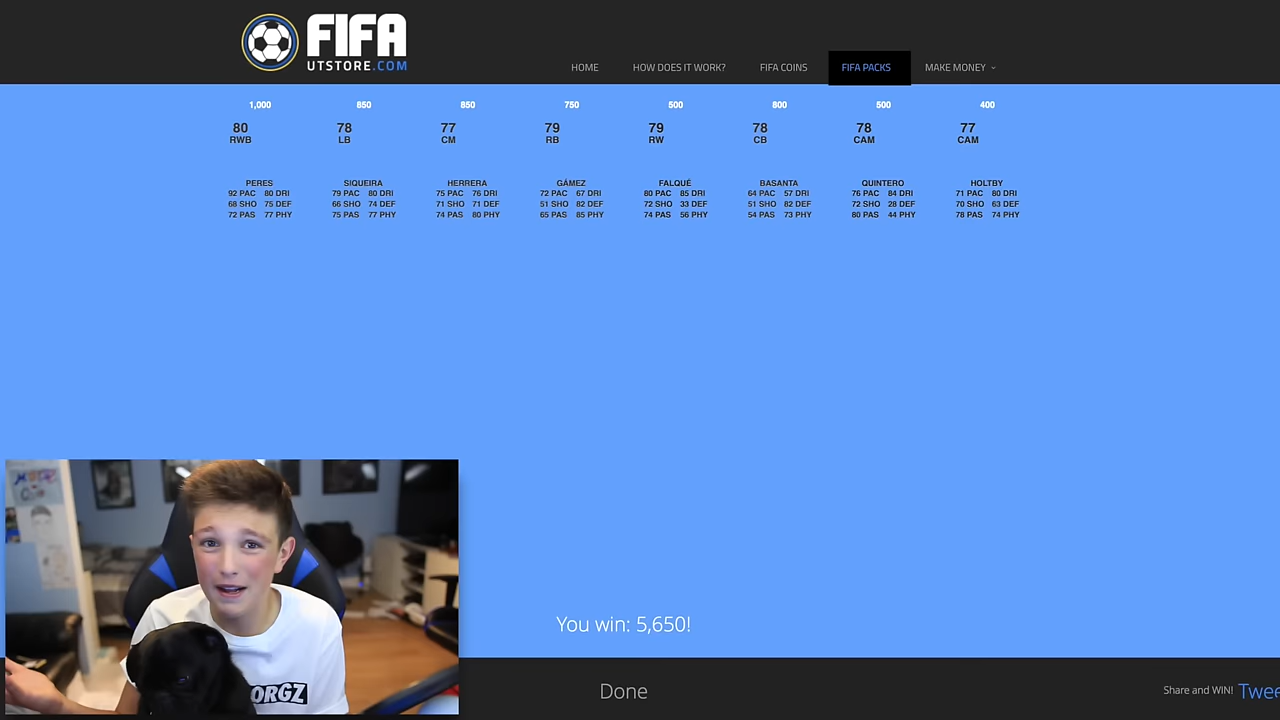 FIFA
UTSTORE.COM
HOME HOW DOES IT WORK? FIFA COINS FIFA PACKS MAKE MONEY
1,000 850 850 750 500 800 500 400
80 78 77 79 79 78 78 77
RWB LB CM RB RW CB CAM CAM
PERES SIQUEIRA HERRERA GÁMEZ FALQUÉ BASANTA QUINTERO HOLTBY
92 PAC 80 DRI 79 PAC 80 DRI 75 PAC 76 DRI 72 PAC 67 DRI 80 PAC 85 DRI 64 PAC 57 DRI 76 PAC 84 DRI 71 PAC 80 DRI
68 SHO 75 DEF 66 SHO 74 DEF 71 SHO 71 DEF 51 SHO 82 DEF 72 SHO 33 DEF 51 SHO 82 DEF 72 SHO 28 DEF 70 SHO 63 DEF
72 PAS 77 PHY 75 PAS 77 PHY 74 PAS 80 PHY 65 PAS 85 PHY 74 PAS 56 PHY 54 PAS 73 PHY 80 PAS 44 PHY 78 PAS 74 PHY
You win: 5,650!
ORGZ
Done
Share and WIN! Twee